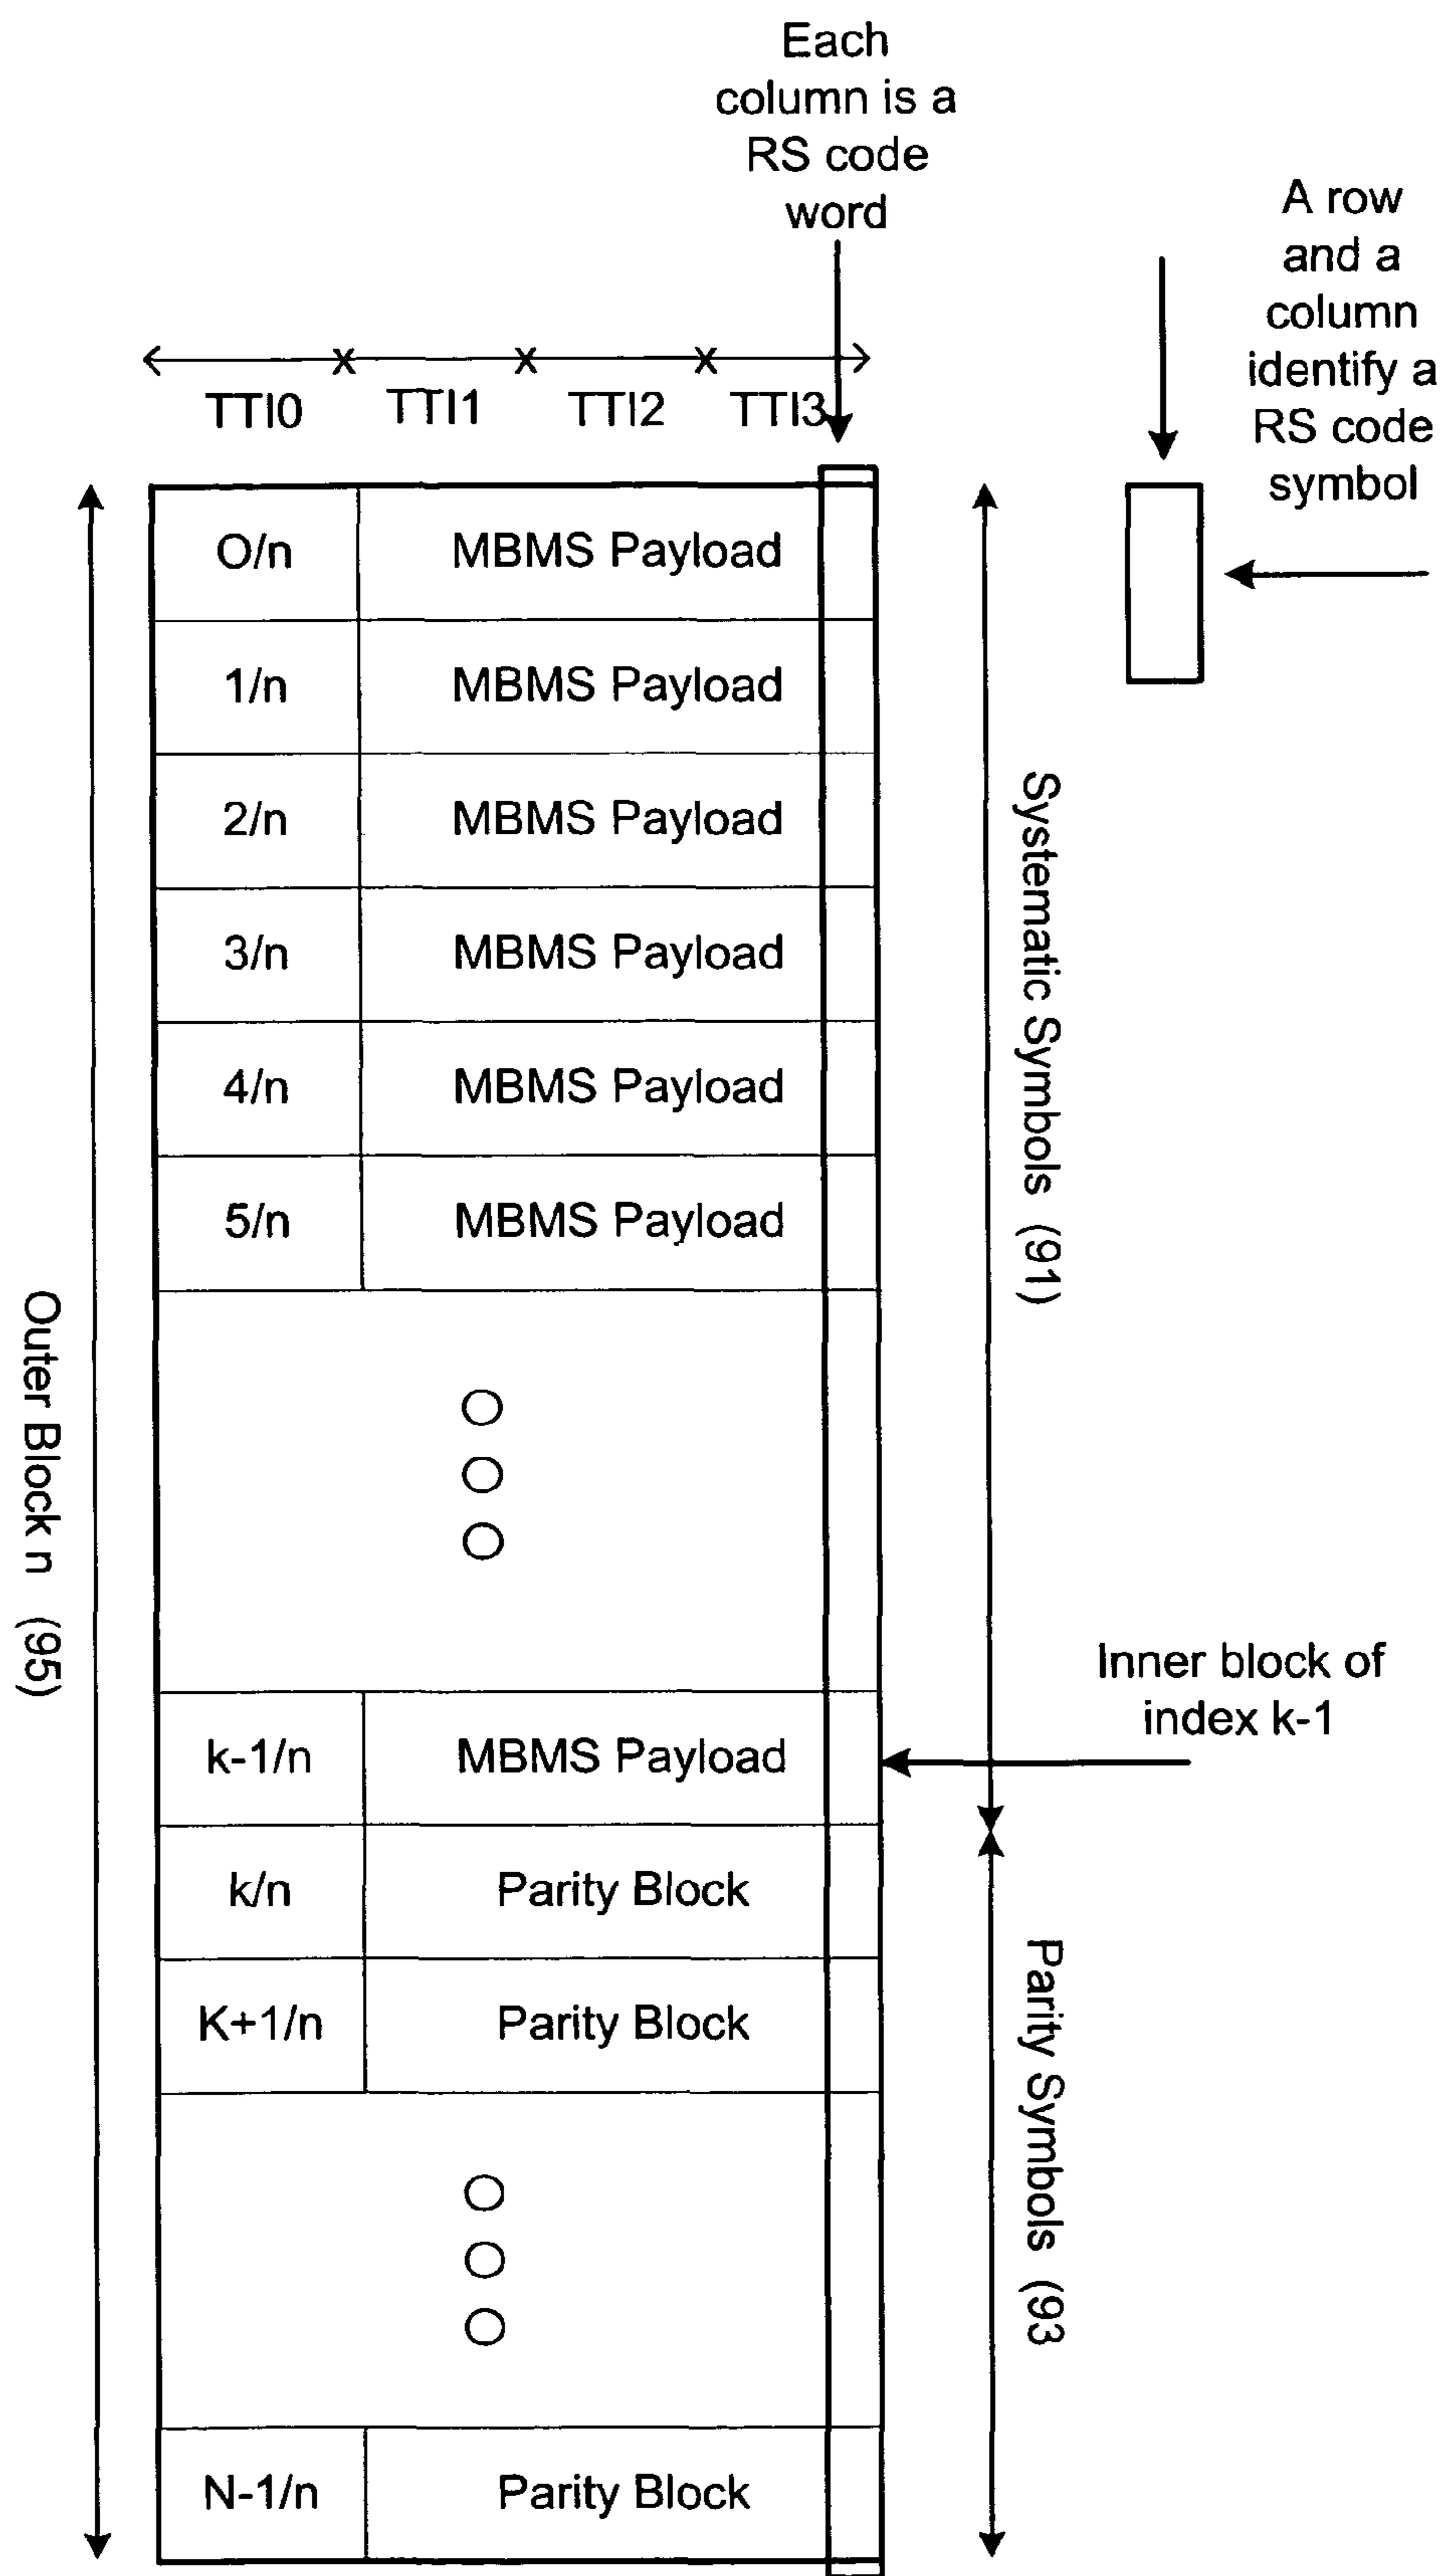 Each
column is a
RS code
word
A row
and a
column
identify a
RS code
symbol
TTI0 TTI1 TTI2 TTI3
O/n MBMS Payload
1/n MBMS Payload
2/n MBMS Payload
3/n MBMS Payload
4/n MBMS Payload
5/n MBMS Payload
Systematic Symbols (91)
Outer Block n (95)
Inner block of
index k-1
k-1/n MBMS Payload
k/n Parity Block
K+1/n Parity Block
Parity Symbols (93
N-1/n Parity Block